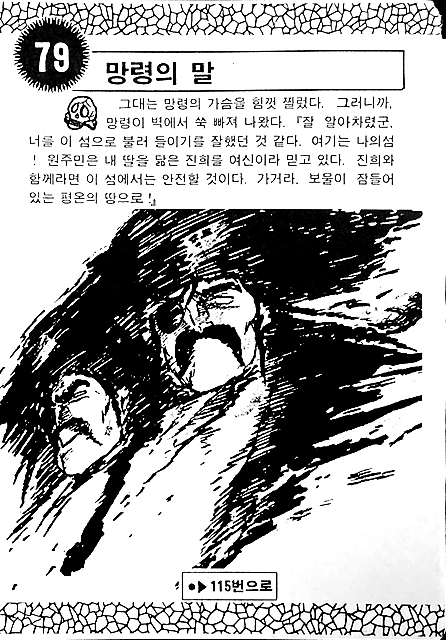 79
망령의 말
그대는 망령의 가슴을 힘껏 찔렀다. 그러니까,
망령이 벽에서 쑥 빠져 나왔다. 『잘 알아차렸군.
너를 이 섬으로 불러 들이기를 잘했던 것 같다. 여기는 나의섬
! 원주민은 내 딸을 닮은 진희를 여신이라 믿고 있다. 진희와
함께라면 이 섬에서는 안전할 것이다. 가거라. 보물이 잠들어
있는 평온의 땅으로!』
●▶115번으로